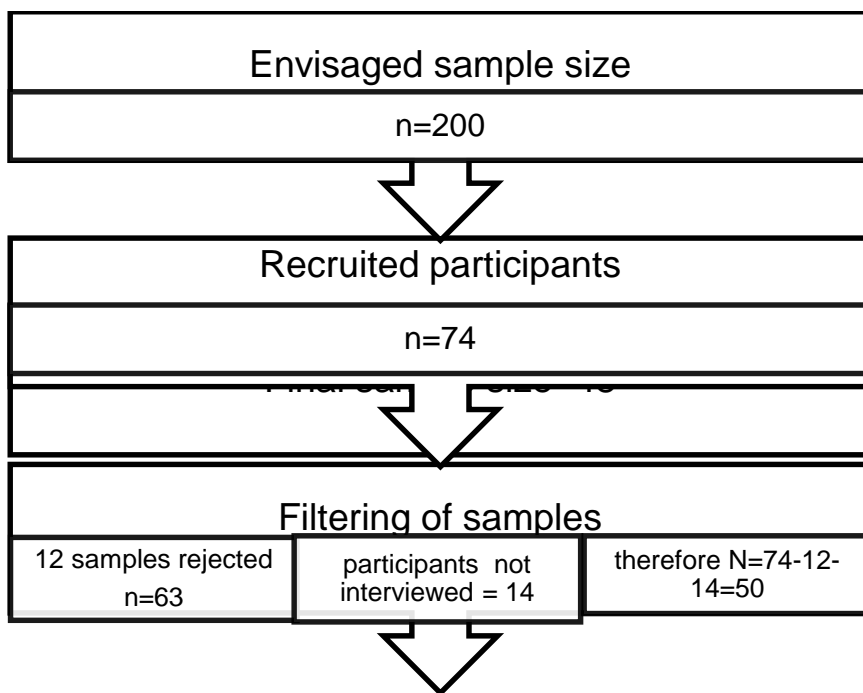 Envisaged sample size
n=200
Recruited participants
n=74
Filtering of samples
12 samples rejected
n=63
participants not
interviewed = 14
therefore N=74-12-
14=50